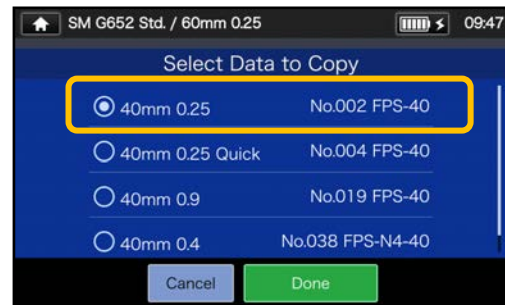 SM G652 Std. / 60mm 0.25 09:47
Select Data to Copy
40mm 0.25 No.002 FPS-40
40mm 0.25 Quick No.004 FPS-40
40mm 0.9 No.019 FPS-40
40mm 0.4 No.038 FPS-N4-40
Cancel Done